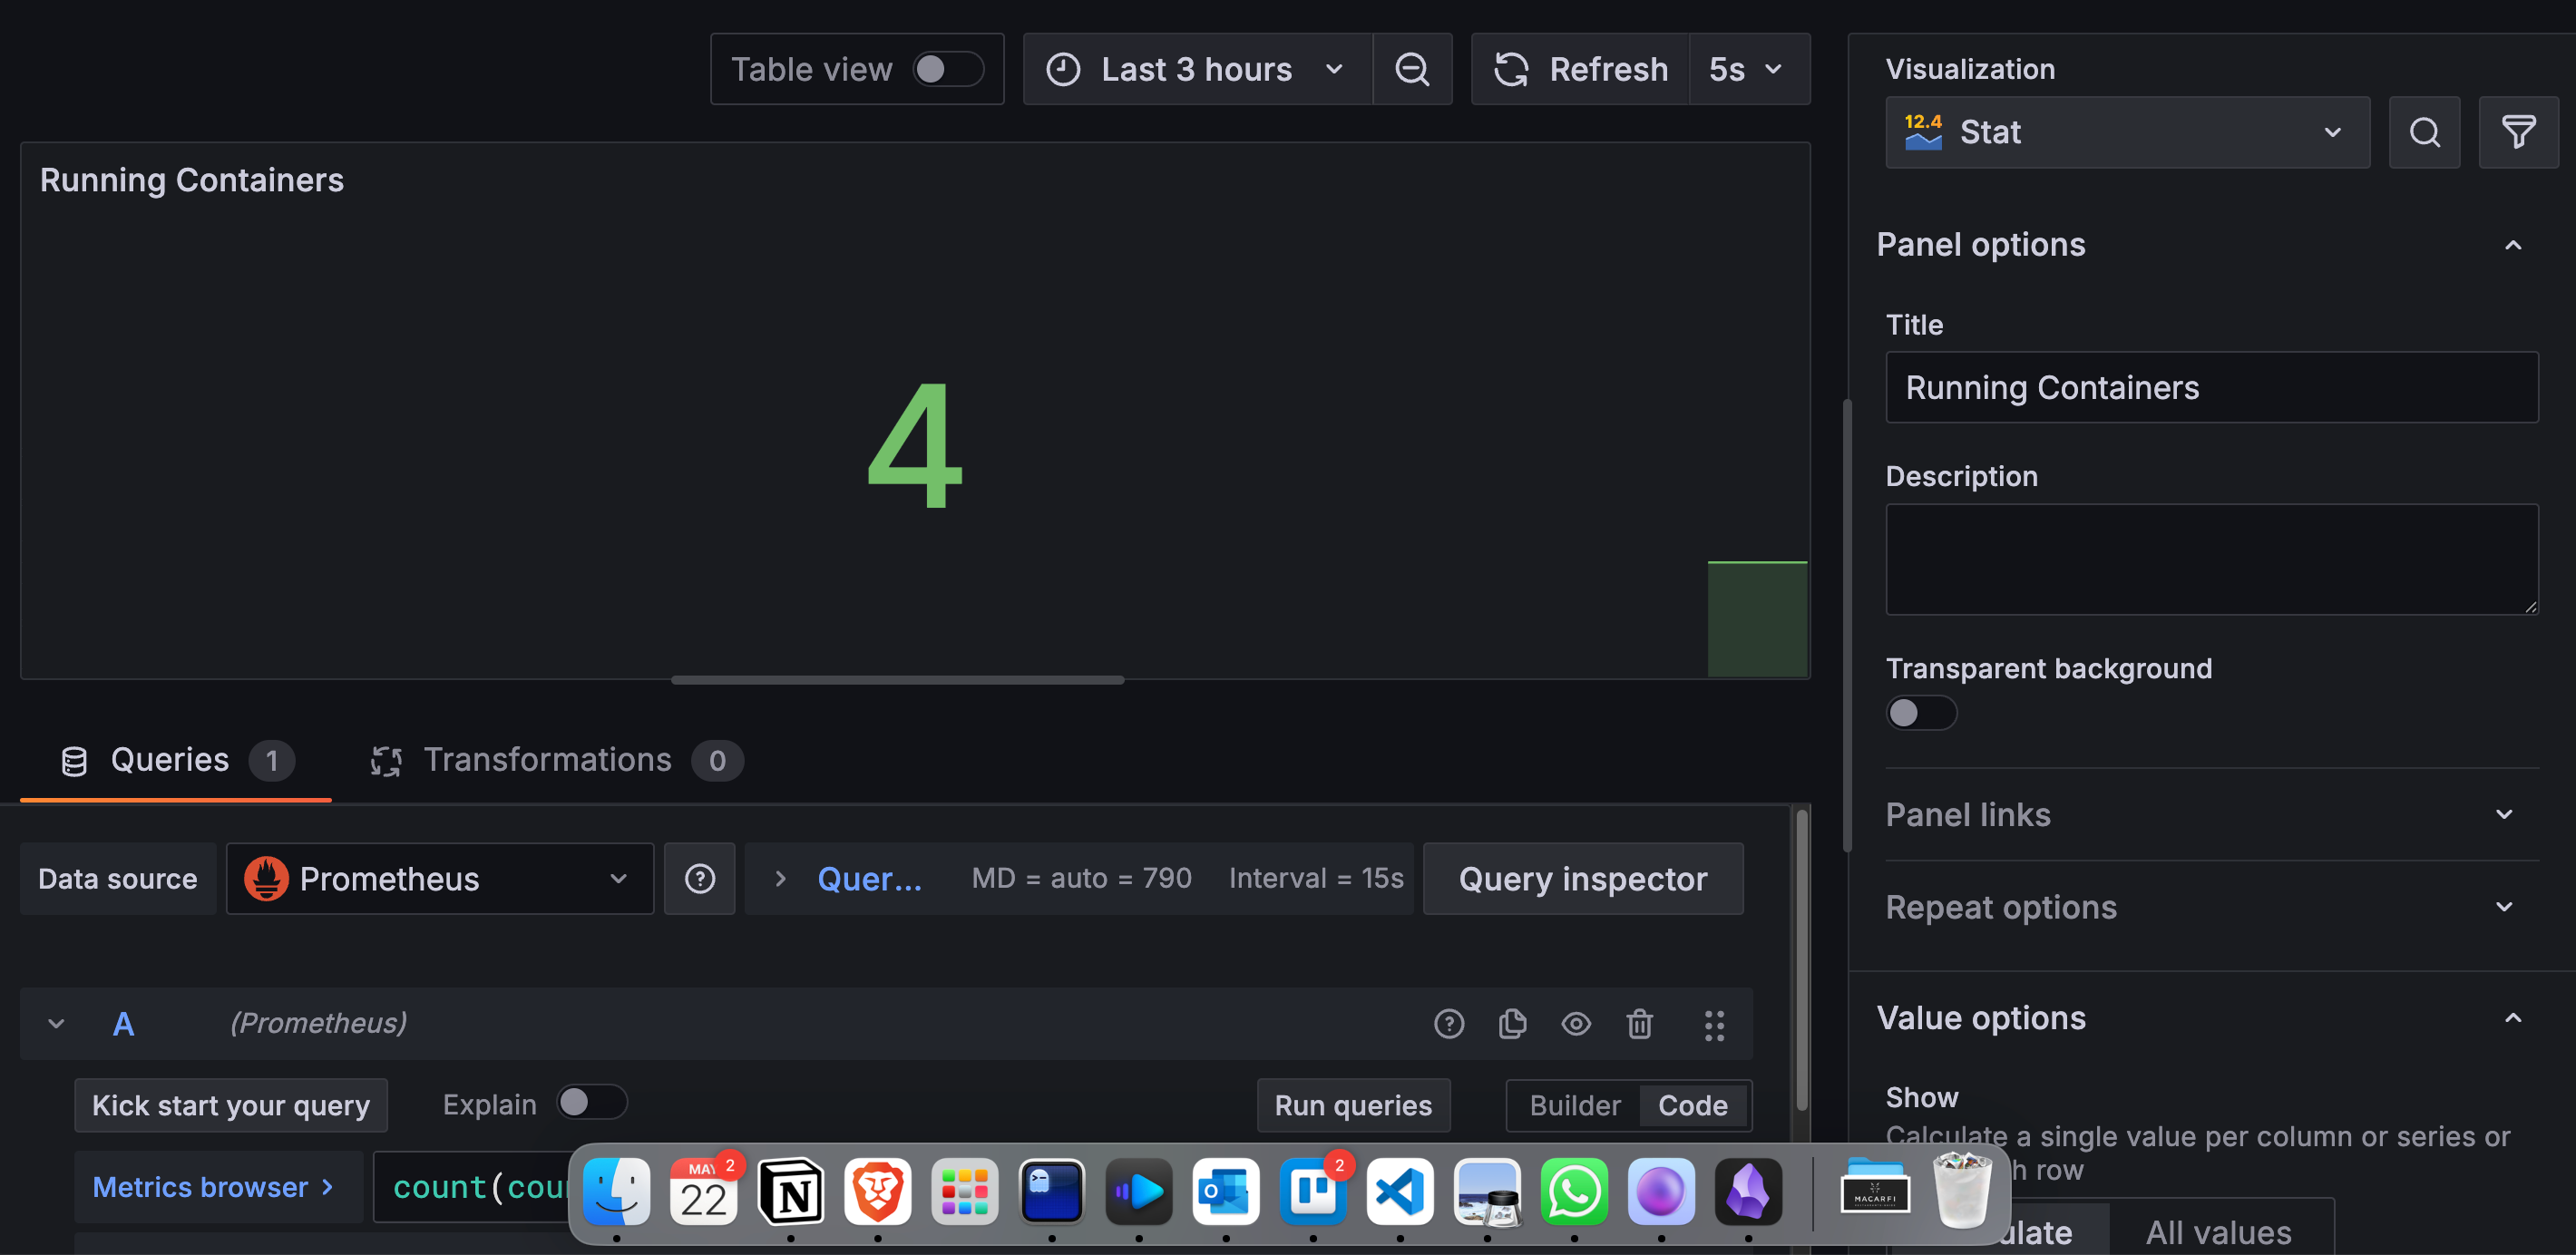 Table view
Last 3 hours
Refresh
5s
Visualization
12.4
Stat
Running Containers
4
Panel options
Title
Running Containers
Description
Transparent background
Panel links
Repeat options
Value options
Show
Calculate a single value per column or series or
row
All values
Queries 1
Transformations 0
Data source
Prometheus
Quer...
MD = auto = 790
Interval = 15s
Query inspector
A
(Prometheus)
Kick start your query
Explain
Run queries
Builder
Code
Metrics browser >
count(cou
MAY
2
22
2
MACARFI